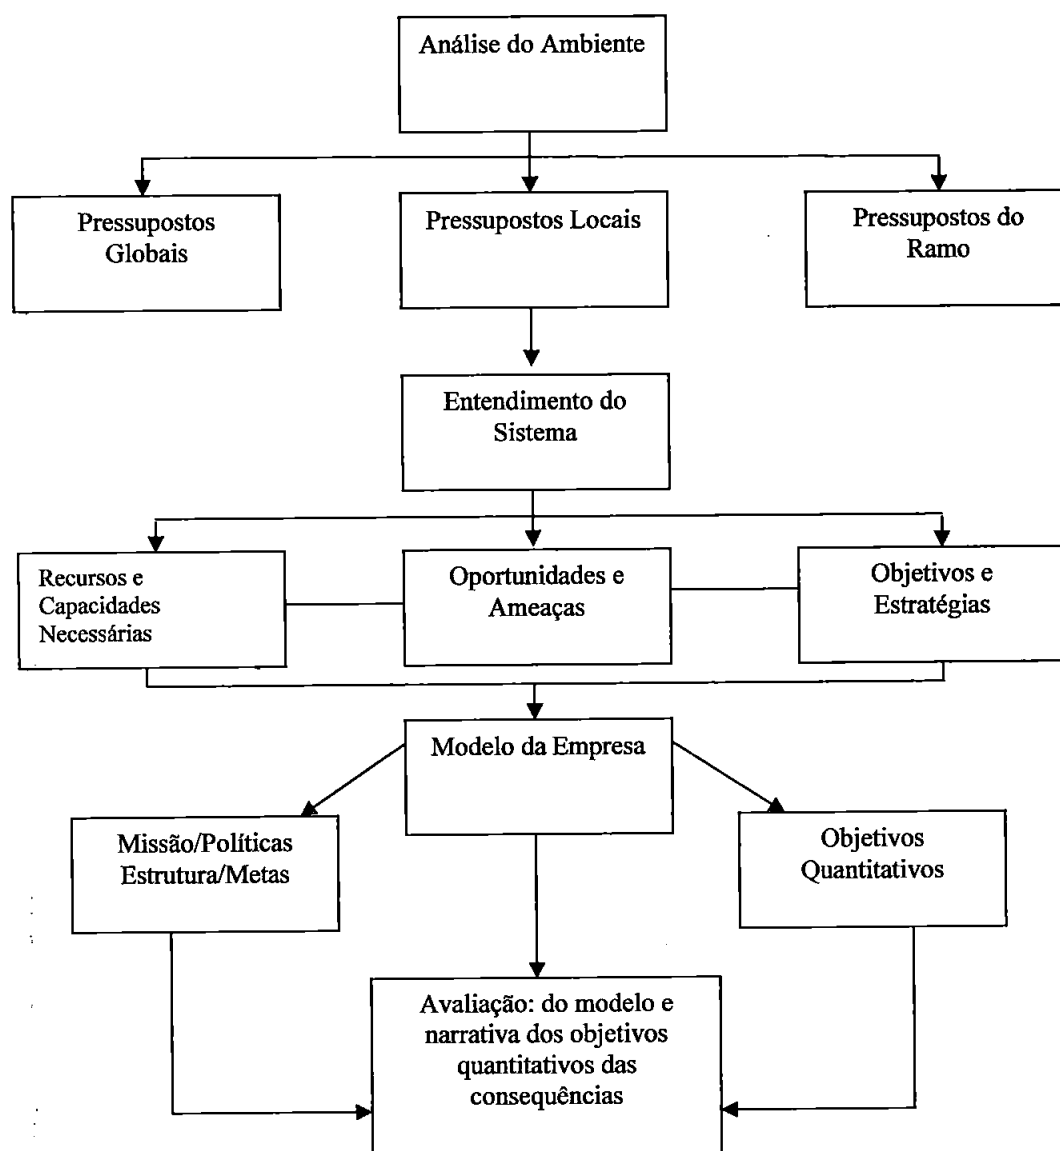 Análise do Ambiente
Pressupostos
Globais
Pressupostos Locais
Pressupostos do
Ramo
Entendimento do
Sistema
Recursos e
Capacidades
Necessárias
Oportunidades e
Ameaças
Objetivos e
Estratégias
Modelo da Empresa
Missão/Políticas
Estrutura/Metas
Objetivos
Quantitativos
Avaliação: do modelo e
narrativa dos objetivos
quantitativos das
consequências